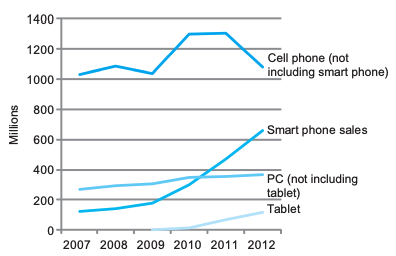 1400
1200
1000
800
600
400
200
0
Millions
2007 2008 2009 2010 2011 2012
Cell phone (not
including smart phone)
Smart phone sales
PC (not including
tablet)
Tablet